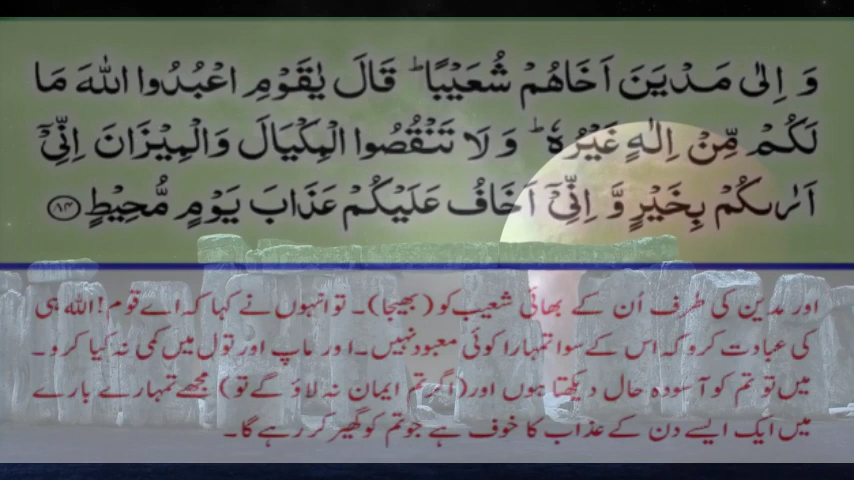 وَ اِلٰى مَدْيَنَ اَخَاهُمْ شُعَيْبًا ؕ قَالَ يٰقَوْمِ اعْبُدُوا اللّٰهَ مَا
لَكُمْ مِّنْ اِلٰهٍ غَيْرُهٗ ؕ وَ لَا تَنْقُصُوا الْمِكْيَالَ وَالْمِيْزَانَ اِنِّيْۤ
اَرٰىكُمْ بِخَيْرٍ وَّ اِنِّيْۤ اَخَافُ عَلَيْكُمْ عَذَابَ يَوْمٍ مُّحِيْطٍ ﴿۸۴﴾
اور مدین کی طرف اُن کے بھائی شعیب کو (بھیجا)۔ تو انہوں نے کہا کہ اے قوم! اللہ ہی
کی عبادت کرو کہ اس کے سوا تمہارا کوئی معبود نہیں۔ اور ماپ اور تول میں کمی نہ کیا کرو۔
میں تو تم کو آسودہ حال دیکھتا ہوں اور (اگر تم ایمان نہ لاؤ گے تو) مجھے تمہارے بارے
میں ایک ایسے دن کے عذاب کا خوف ہے جو تم کو گھیر کر رہے گا۔